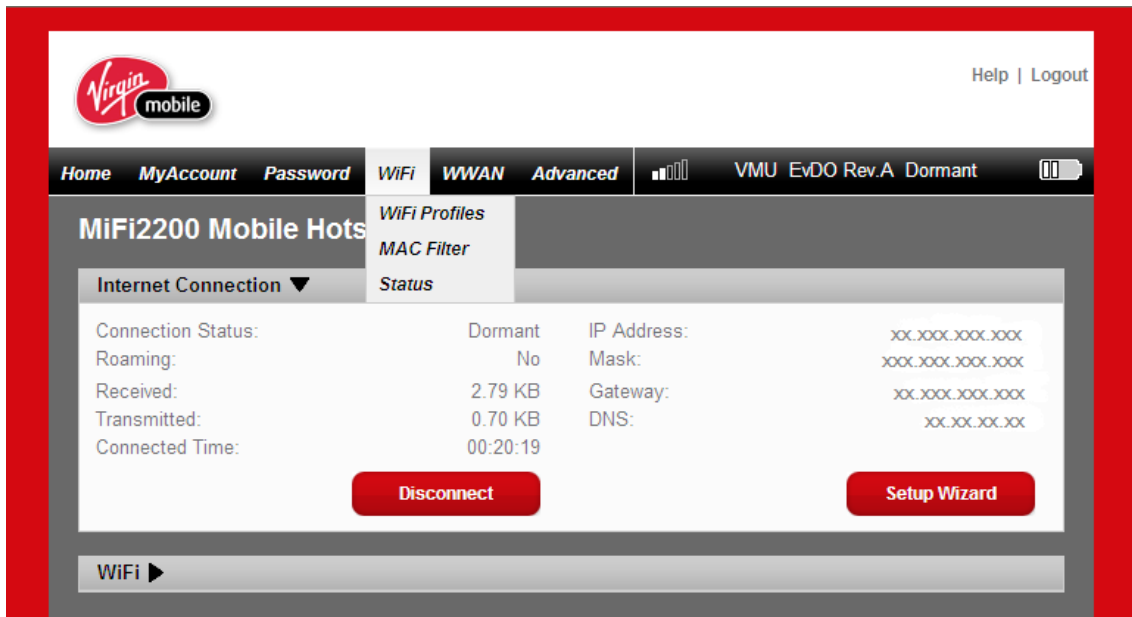 Virgin
mobile
Help | Logout
Home MyAccount Password WiFi WWAN Advanced VMU EvDO Rev.A Dormant
WiFi Profiles
MAC Filter
Status
MiFi2200 Mobile Hots
Internet Connection
Connection Status: Dormant IP Address: xx.xxx.xxx.xxx
Roaming: No Mask: xxx.xxx.xxx.xxx
Received: 2.79 KB Gateway: xx.xxx.xxx.xxx
Transmitted: 0.70 KB DNS: xx.xx.xx.xx
Connected Time: 00:20:19
Disconnect Setup Wizard
WiFi